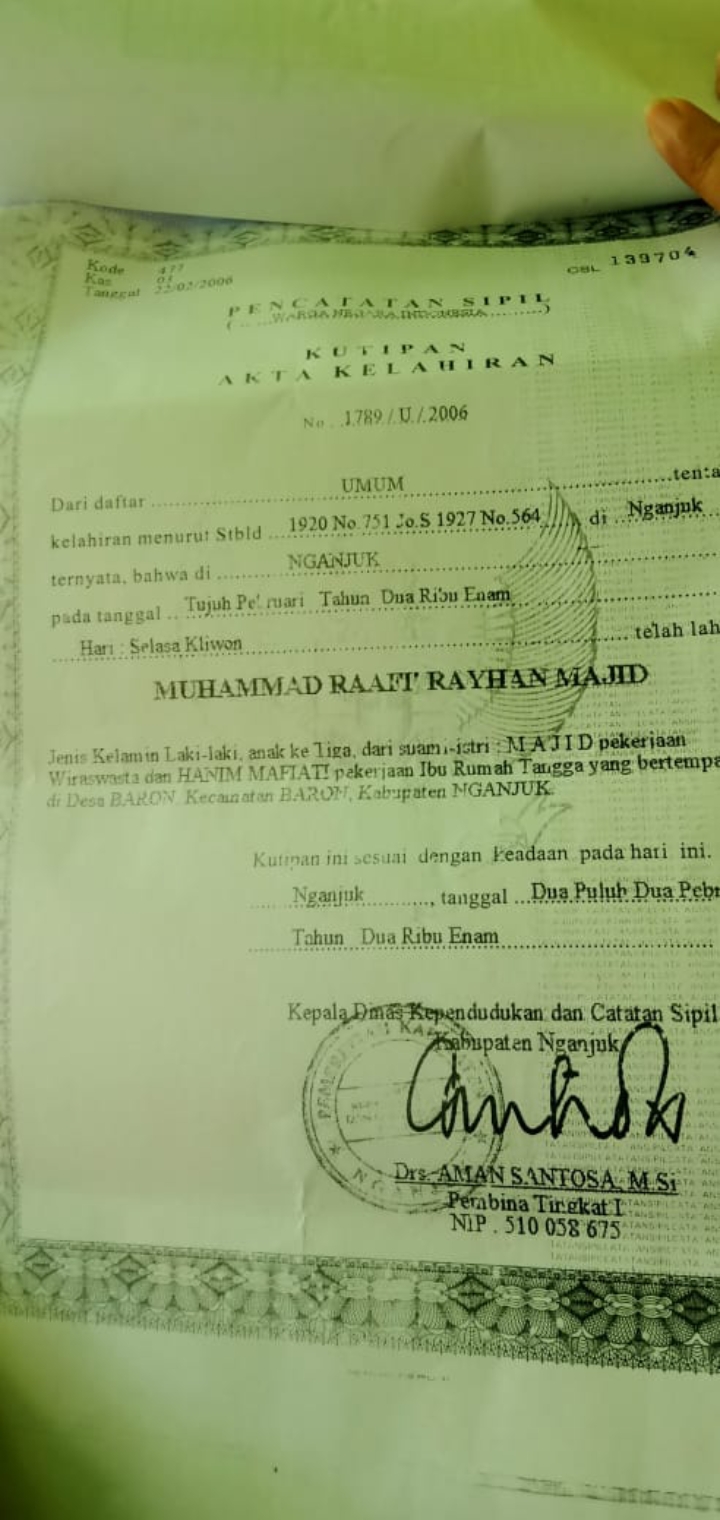 Kode 477
Kas 01
Tanggal 22/02/2006
CSL 139704
PENCATATAN SIPIL
(......WARGA NEGARA INDONESIA.........)
KUTIPAN
AKTA KELAHIRAN
No . .1789 / U / .2006
Dari daftar ........ UMUM ........tenta
kelahiran menurut Stbld ... 1920 No.751 Jo.S 1927 No.564 .... di ...Nganjuk ...
ternyata, bahwa di ........ NGANJUK ........
pada tanggal .. Tujuh Pebruari Tahun Dua Ribu Enam ........
Hari : Selasa Kliwon ........ telah lah
MUHAMMAD RAAFI' RAYHAN MAJID
Jenis Kelamin Laki-laki, anak ke Tiga, dari suami-istri : M A J I D pekerjaan
Wiraswasta dan HANIM MAFIATI pekerjaan Ibu Rumah Tangga yang bertempa
di Desa BARON, Kecamatan BARON, Kabupaten NGANJUK.
Kutipan ini sesuai dengan keadaan pada hari ini.
Nganjuk .........., tanggal ...Dua Puluh Dua Pebr
Tahun Dua Ribu Enam ........
Kepala Dinas Kependudukan dan Catatan Sipil
Kabupaten Nganjuk
Drs. AMAN SANTOSA, M.Si
Pembina Tingkat I
NIP . 510 058 675